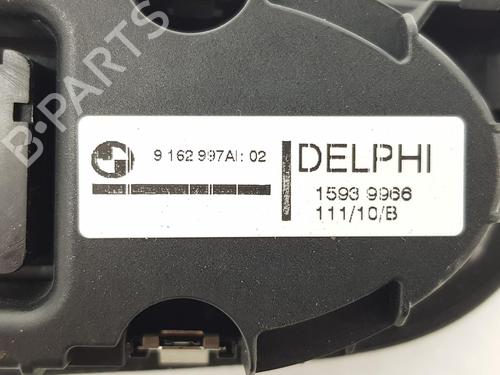 B-PARTS
9 162 997AI: 02
DELPHI
1593 9966
111/10/B